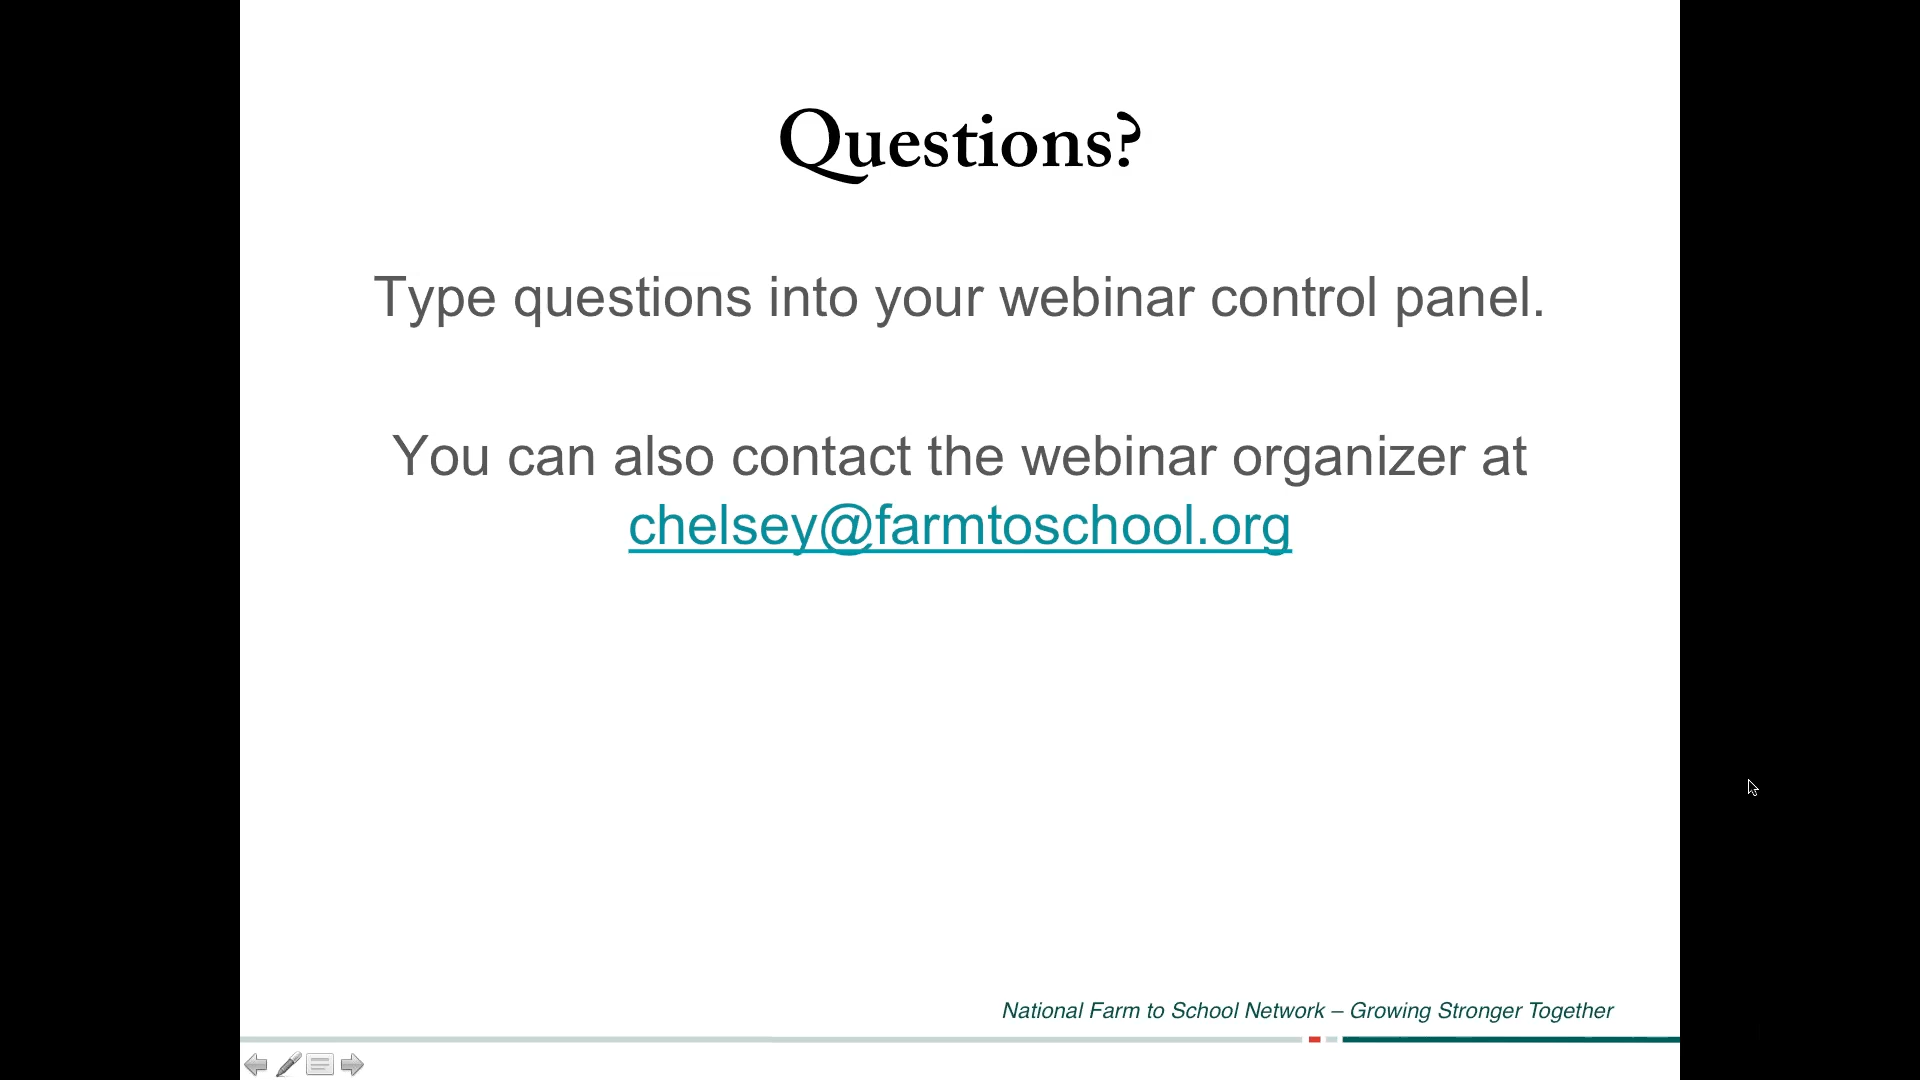 Questions?
Type questions into your webinar control panel.
You can also contact the webinar organizer at
chelsey@farmtoschool.org
National Farm to School Network – Growing Stronger Together